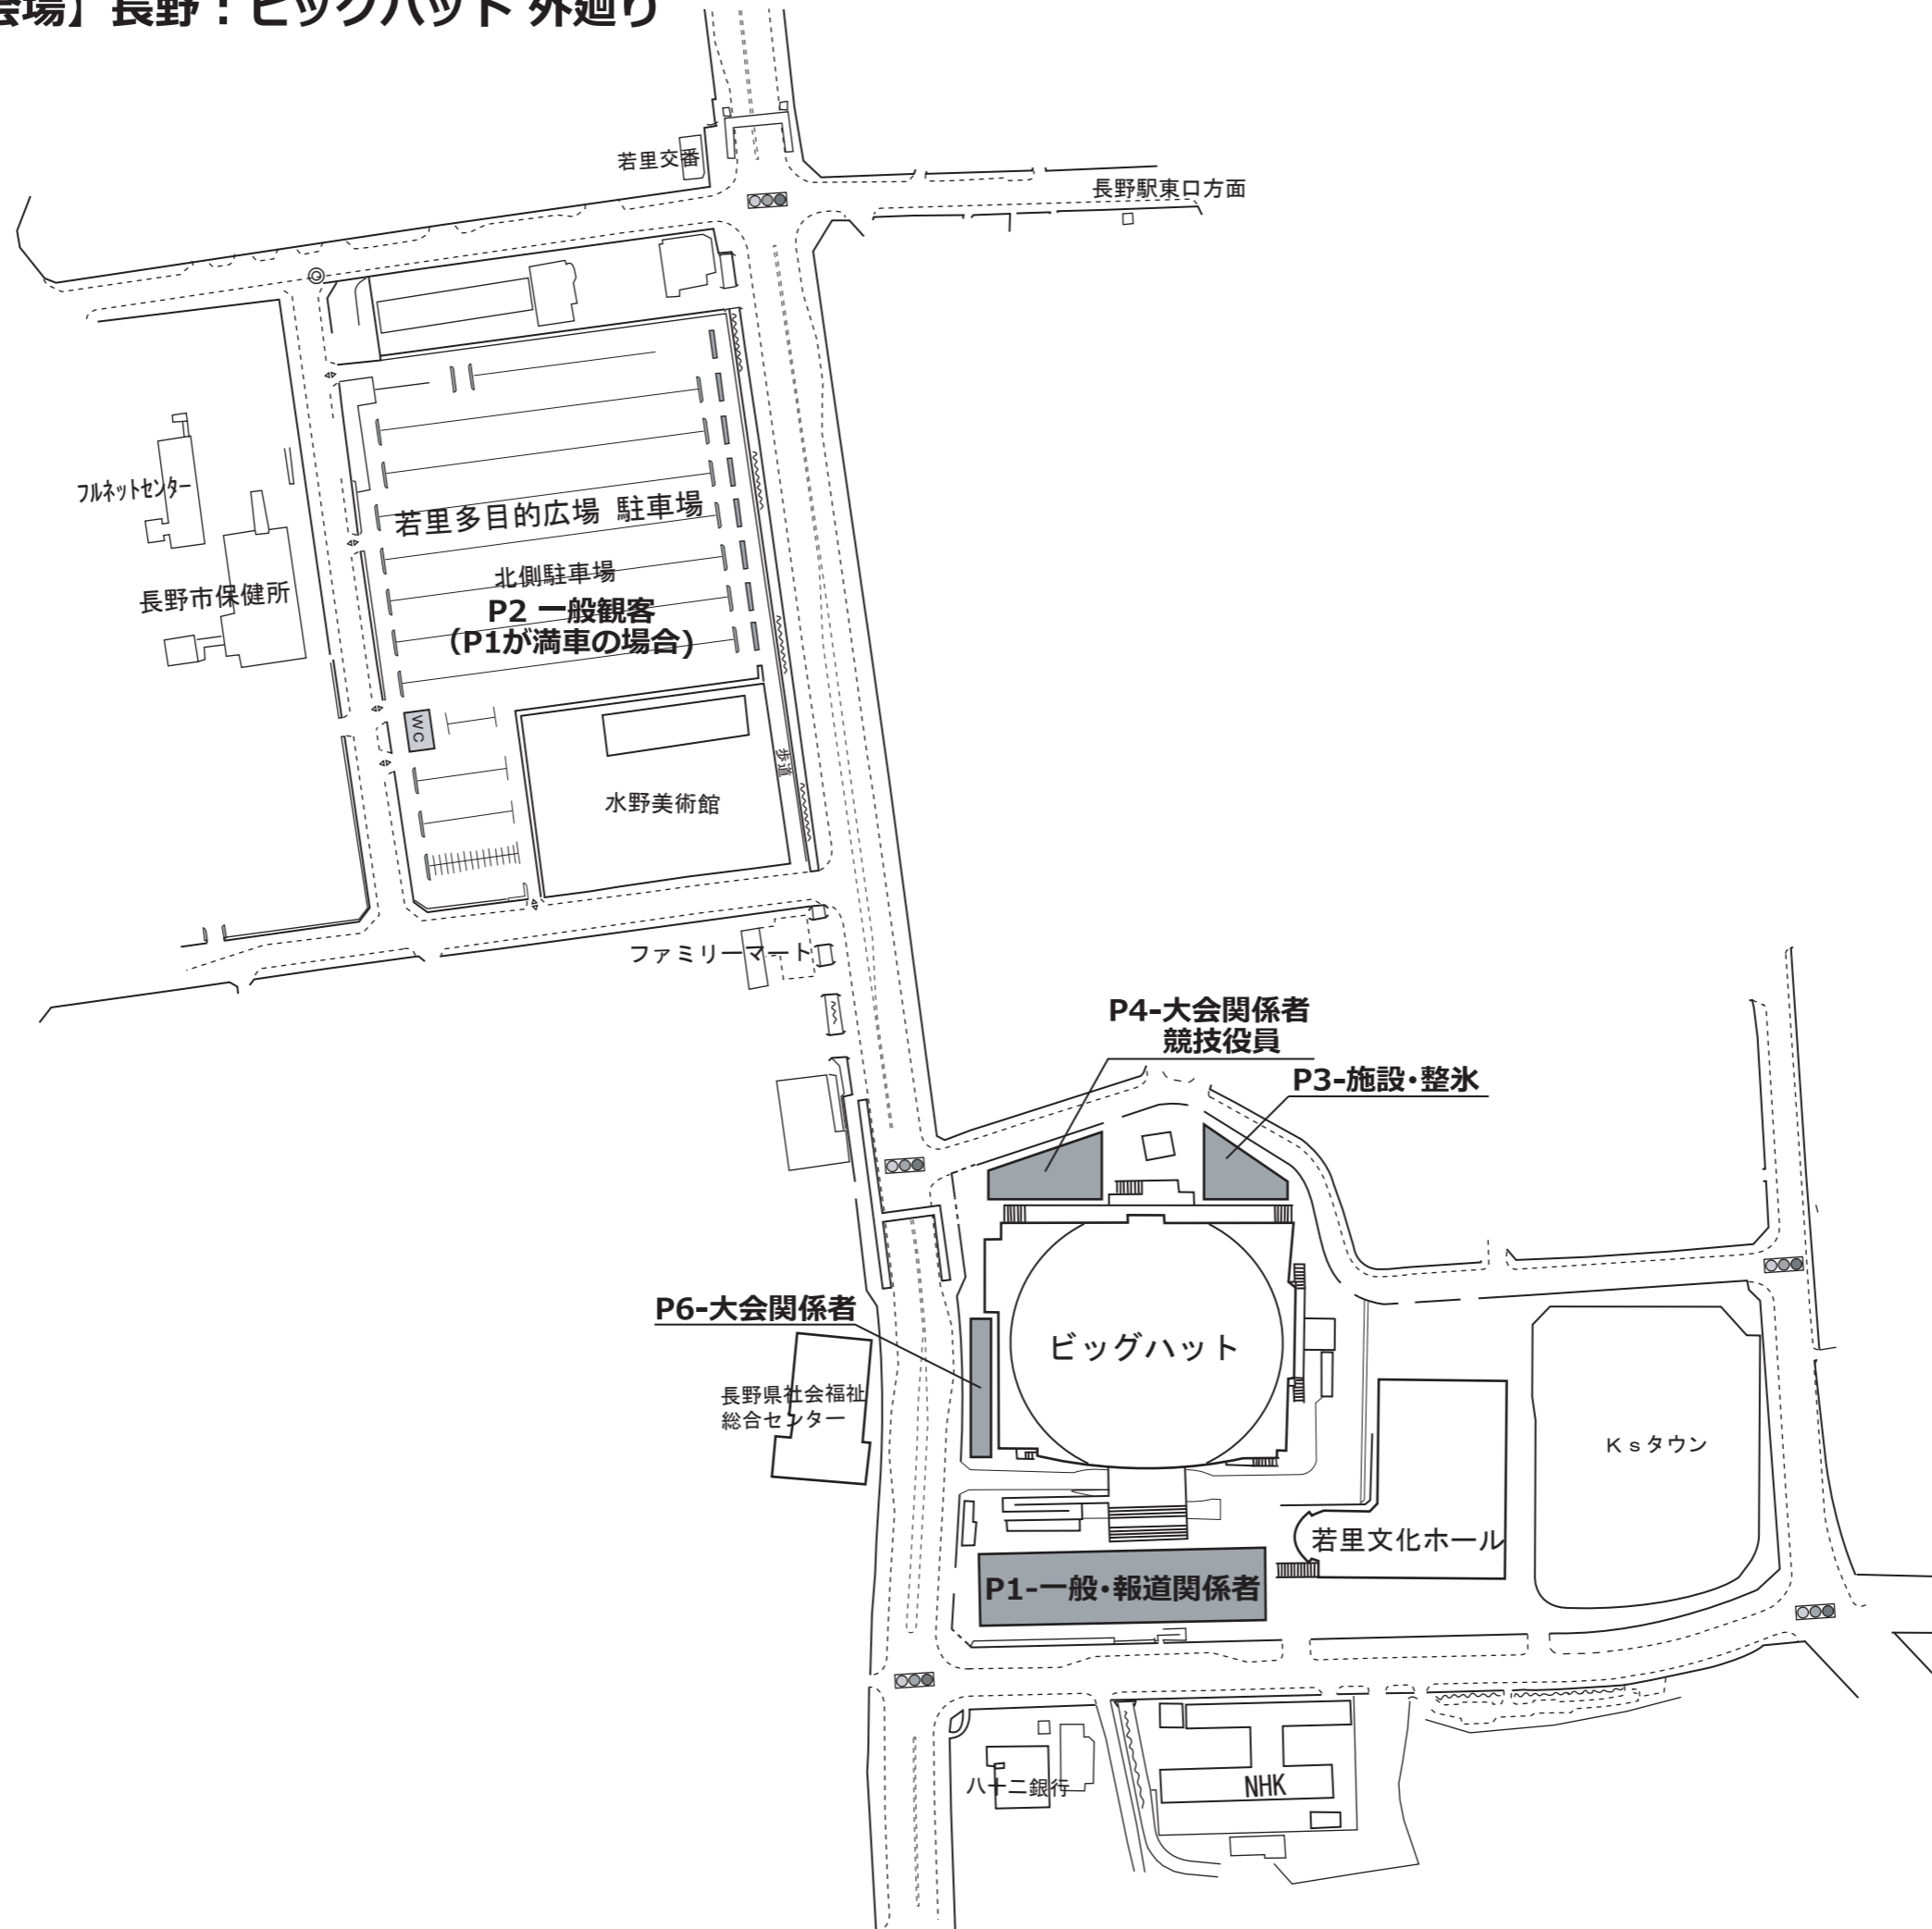 会場】長野：ビッグハット 外廻り
若里交番
長野駅東口方面
フルネットセンター
若里多目的広場 駐車場
北側駐車場
長野市保健所
P2 一般観客
（P1が満車の場合)
WC
歩道
水野美術館
ファミリーマート
P4-大会関係者
競技役員
P3-施設・整氷
P6-大会関係者
ビッグハット
長野県社会福祉
総合センター
Ｋｓタウン
若里文化ホール
P1-一般・報道関係者
八十二銀行
NHK